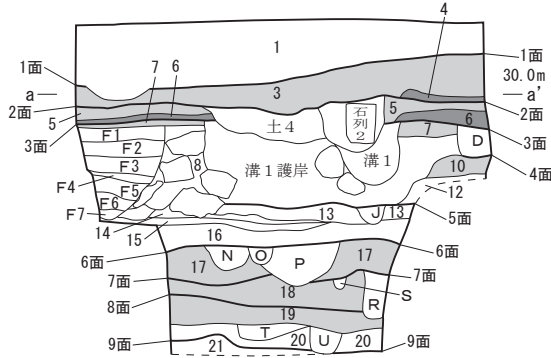 4
1
1面
1面
7
6
30.0m
a
3
a’
2面
土4
石列2
5
2面
5
6
3面
7
D
3面
F1
F2
溝1
4面
F3
8
溝1護岸
10
F4
F5
12
F6
F7
13
J
13
5面
14
15
16
6面
N
O
P
17
6面
17
7面
7面
18
S
8面
R
19
T
9面
21
20
U
20
9面